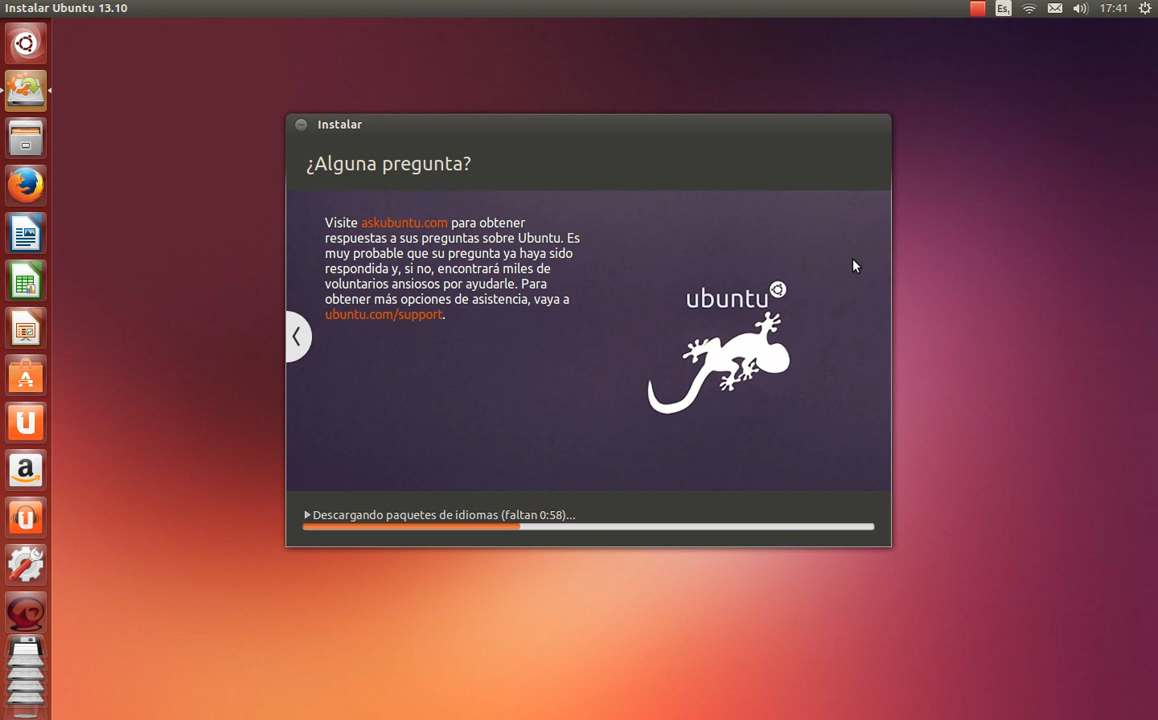 Instalar Ubuntu 13.10
Es₁
17:41
Instalar
¿Alguna pregunta?
Visite askubuntu.com para obtener
respuestas a sus preguntas sobre Ubuntu. Es
muy probable que su pregunta ya haya sido
respondida y, si no, encontrará miles de
voluntarios ansiosos por ayudarle. Para
obtener más opciones de asistencia, vaya a
ubuntu.com/support.
ubuntu
Descargando paquetes de idiomas (faltan 0:58)...